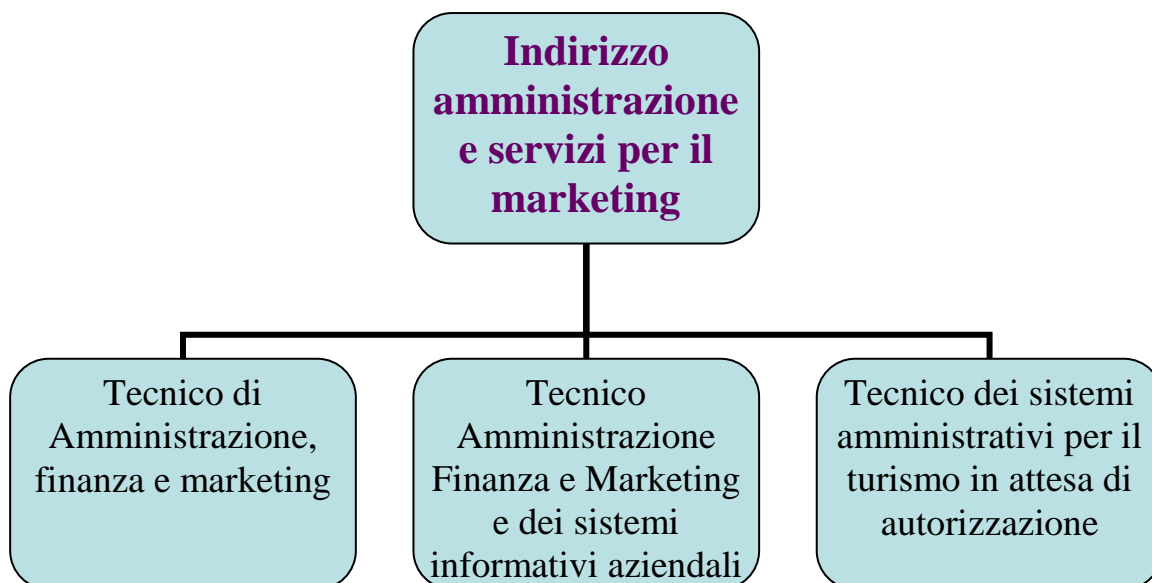 Indirizzo
amministrazione
e servizi per il
marketing
Tecnico di
Amministrazione,
finanza e marketing
Tecnico
Amministrazione
Finanza e Marketing
e dei sistemi
informativi aziendali
Tecnico dei sistemi
amministrativi per il
turismo in attesa di
autorizzazione